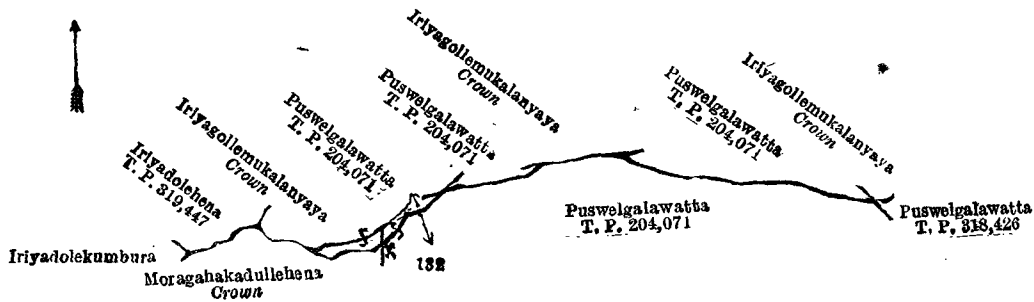 Iriyagollemukalanyaya
Crown
Iriyagollemukalanyaya
Crown
Puswelgalawatta
T. P. 204,071
Puswelgalawatta
T. P. 204,071
Puswelgalawatta
T. P. 204,071
Iriyagollemukalanyaya
Crown
Iriyadolehena
T. P. 319,447
Puswelgalawatta
T. P. 204,071
Puswelgalawatta
T. P. 318,426
Iriyadolekumbura
132
Moragahakadullehena
Crown